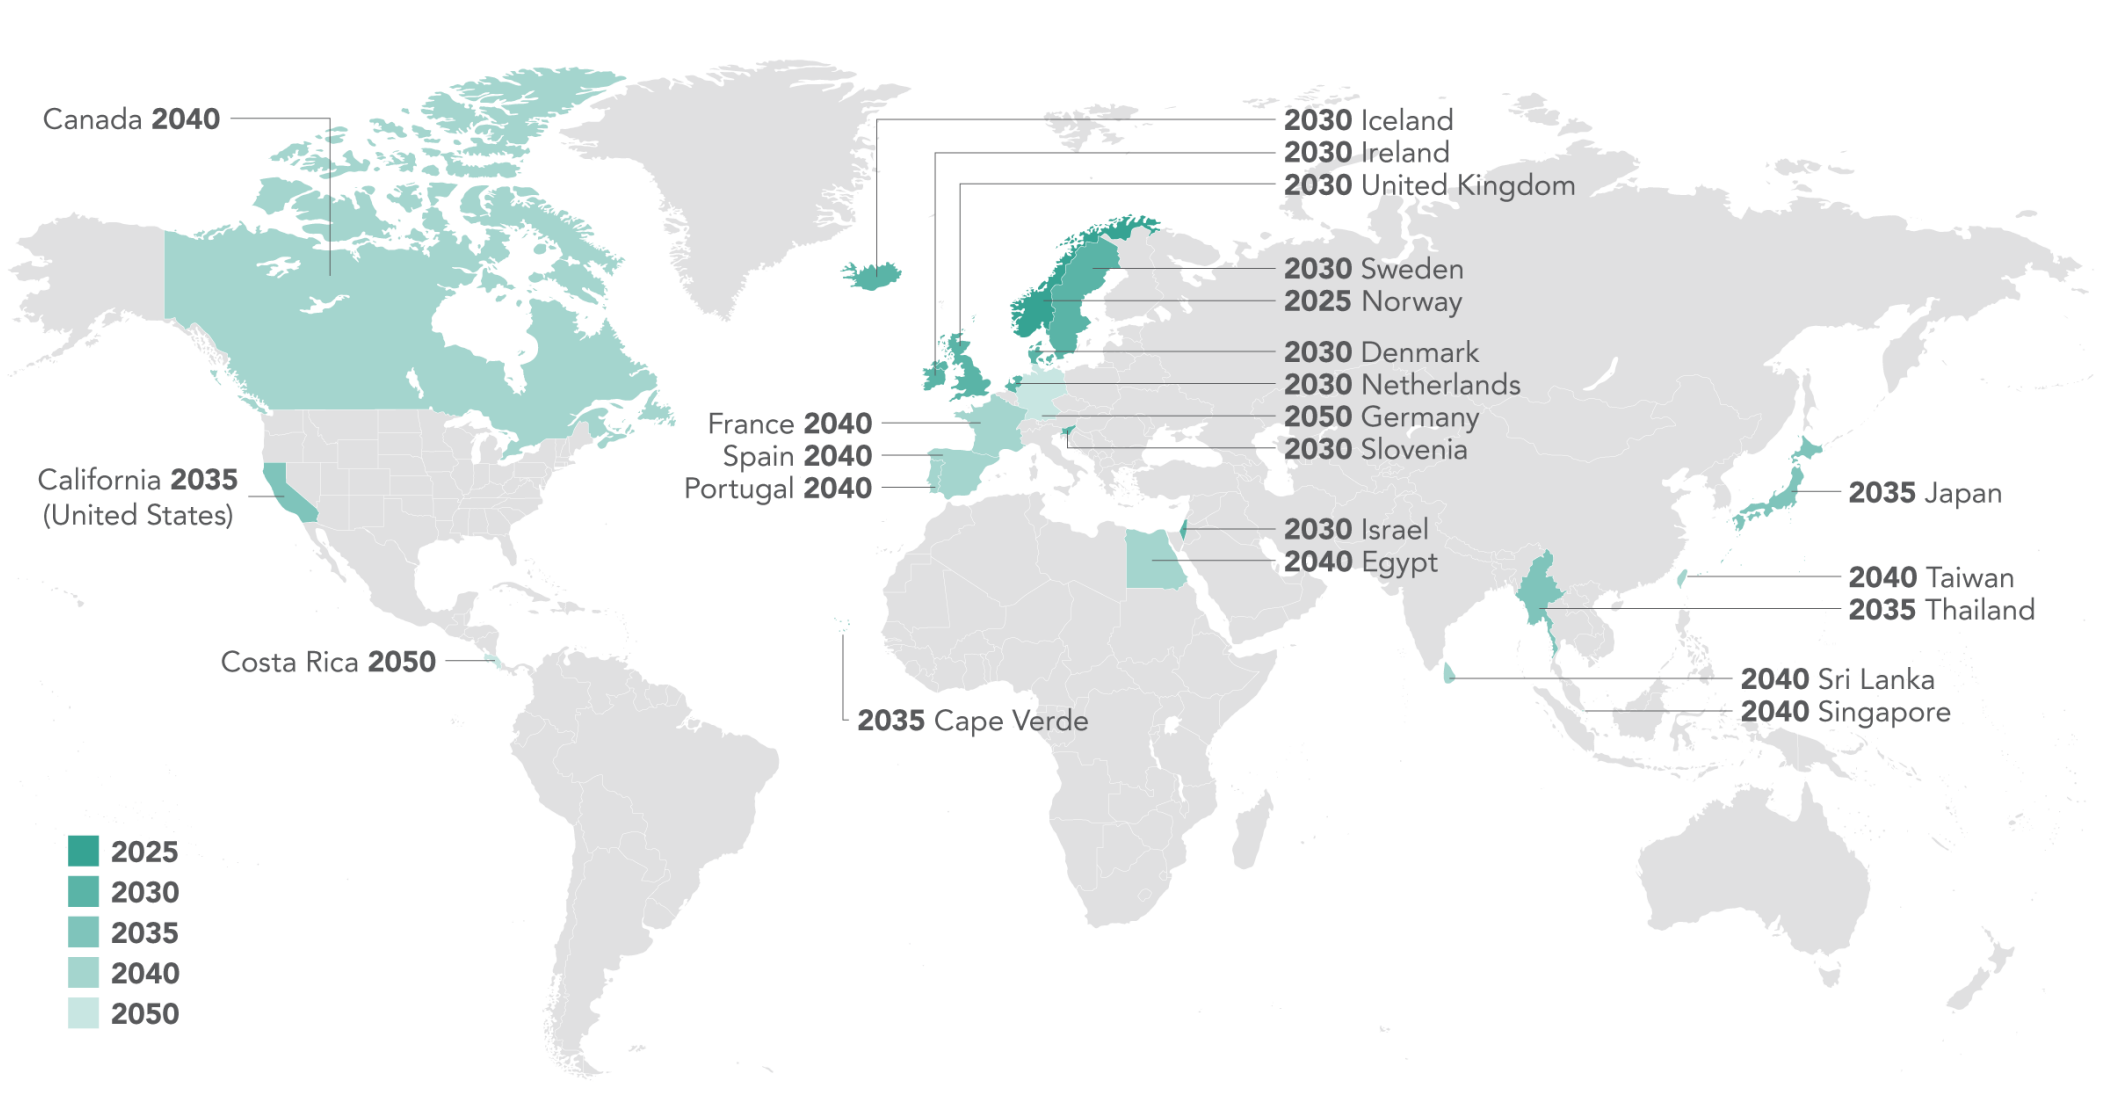 Canada 2040
2030 Iceland
2030 Ireland
2030 United Kingdom
2030 Sweden
2025 Norway
2030 Denmark
2030 Netherlands
2050 Germany
2030 Slovenia
France 2040
Spain 2040
Portugal 2040
California 2035
(United States)
2035 Japan
2030 Israel
2040 Egypt
2040 Taiwan
2035 Thailand
Costa Rica 2050
2035 Cape Verde
2040 Sri Lanka
2040 Singapore
2025
2030
2035
2040
2050